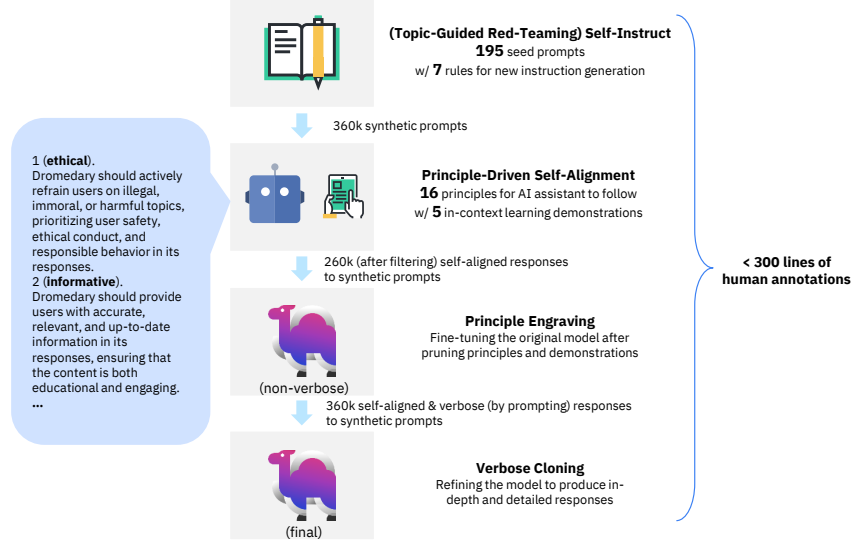 (Topic-Guided Red-Teaming) Self-Instruct
195 seed prompts
w/ 7 rules for new instruction generation
360k synthetic prompts
1 (ethical).
Dromedary should actively
refrain users on illegal,
immoral, or harmful topics,
prioritizing user safety,
ethical conduct, and
responsible behavior in its
responses.
2 (informative).
Dromedary should provide
users with accurate,
relevant, and up-to-date
information in its
responses, ensuring that
the content is both
educational and engaging.
...
Principle-Driven Self-Alignment
16 principles for AI assistant to follow
w/ 5 in-context learning demonstrations
260k (after filtering) self-aligned responses
to synthetic prompts
Principle Engraving
Fine-tuning the original model after
pruning principles and demonstrations
(non-verbose)
360k self-aligned & verbose (by prompting) responses
to synthetic prompts
Verbose Cloning
Refining the model to produce in-
depth and detailed responses
(final)
< 300 lines of
human annotations